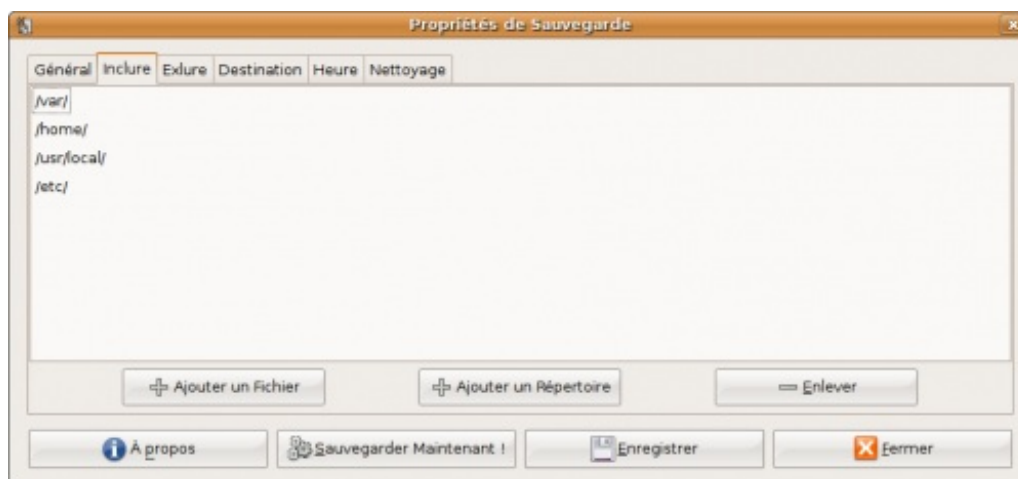 Propriétés de Sauvegarde
Général Inclure Exlure Destination Heure Nettoyage
/var/
/home/
/usr/local/
/etc/
Ajouter un Fichier Ajouter un Répertoire Enlever
À propos Sauvegarder Maintenant ! Enregistrer Fermer